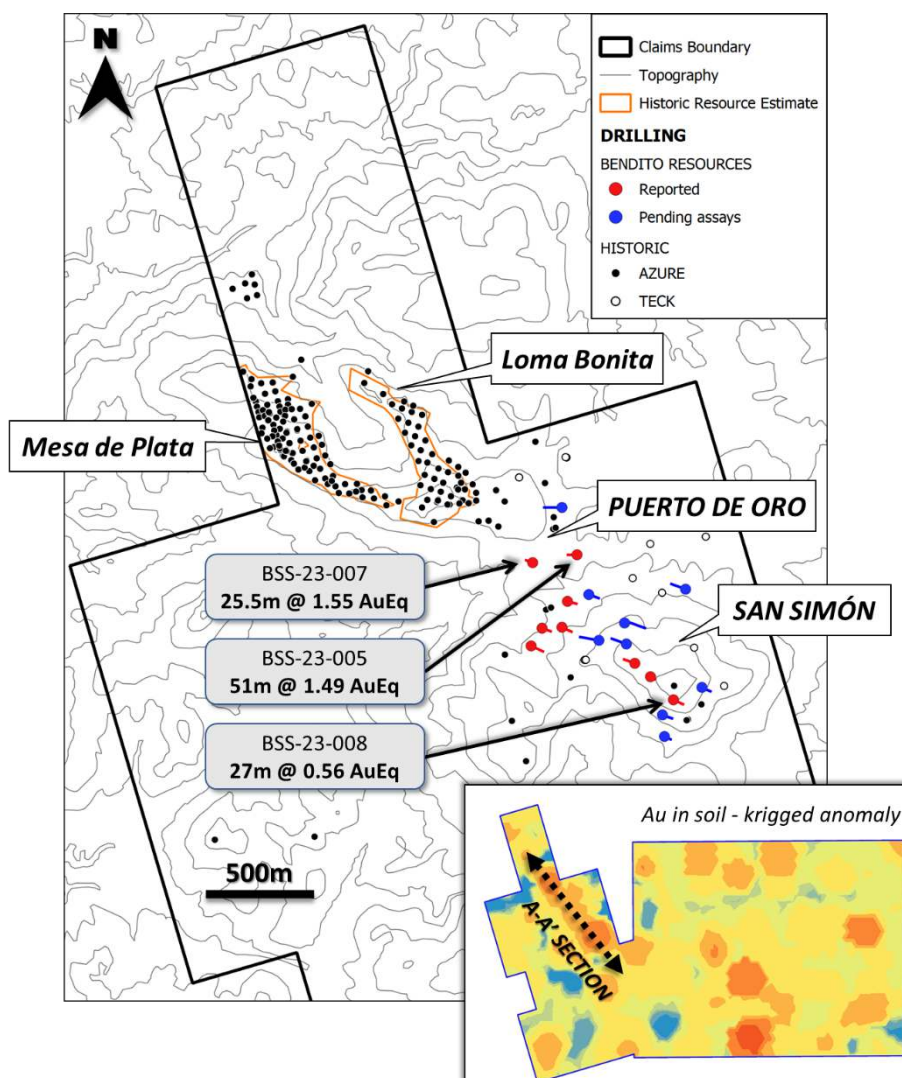 N
Claims Boundary
Topography
Historic Resource Estimate
DRILLING
BENDITO RESOURCES
Reported
Pending assays
HISTORIC
AZURE
TECK
Loma Bonita
Mesa de Plata
PUERTO DE ORO
BSS-23-007
25.5m @ 1.55 AuEq
SAN SIMÓN
BSS-23-005
51m @ 1.49 AuEq
BSS-23-008
27m @ 0.56 AuEq
500m
Au in soil - krigged anomaly
A-A' SECTION